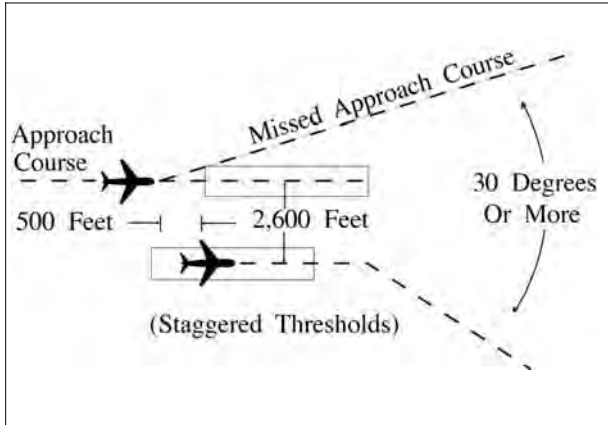 Missed Approach Course
Approach
Course
30 Degrees
Or More
500 Feet
2,600 Feet
(Staggered Thresholds)